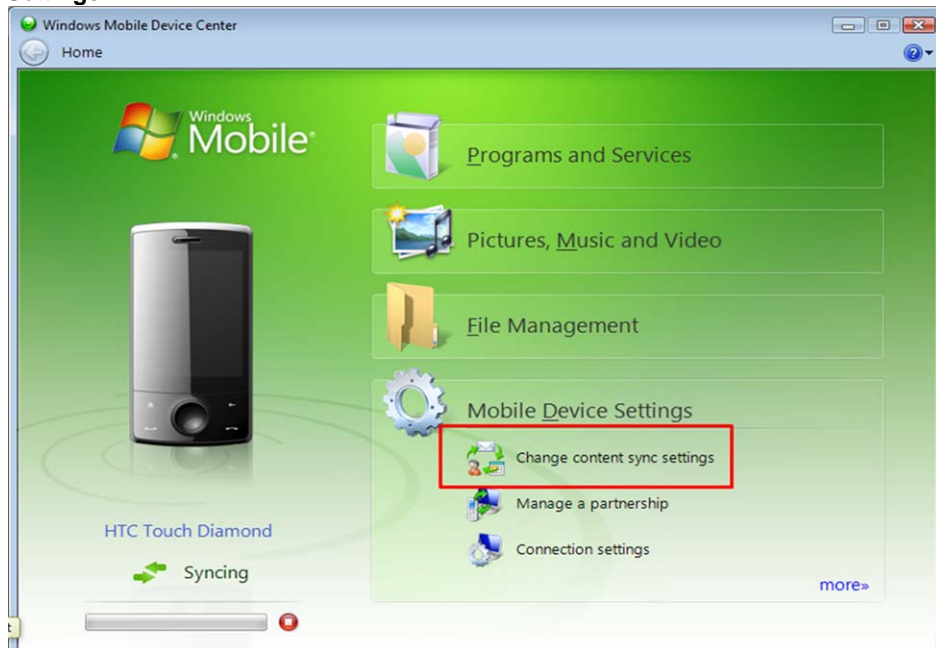 Windows Mobile Device Center
Home
Windows
Mobile
Programs and Services
Pictures, Music and Video
File Management
Mobile Device Settings
Change content sync settings
Manage a partnership
Connection settings
more»
HTC Touch Diamond
Syncing
t